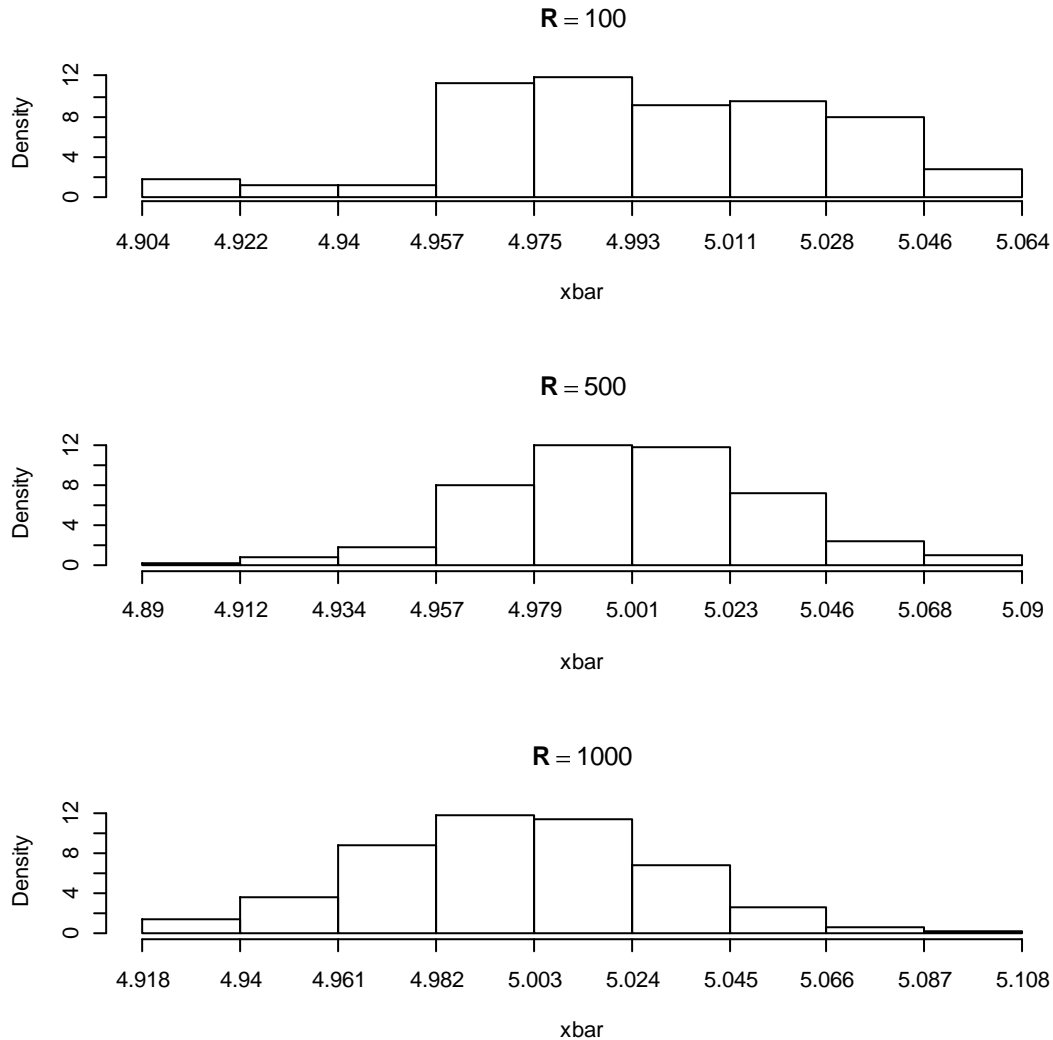 R = 100
Density
0 4 8 12
4.904 4.922 4.94 4.957 4.975 4.993 5.011 5.028 5.046 5.064
xbar
R = 500
Density
0 4 8 12
4.89 4.912 4.934 4.957 4.979 5.001 5.023 5.046 5.068 5.09
xbar
R = 1000
Density
0 4 8 12
4.918 4.94 4.961 4.982 5.003 5.024 5.045 5.066 5.087 5.108
xbar